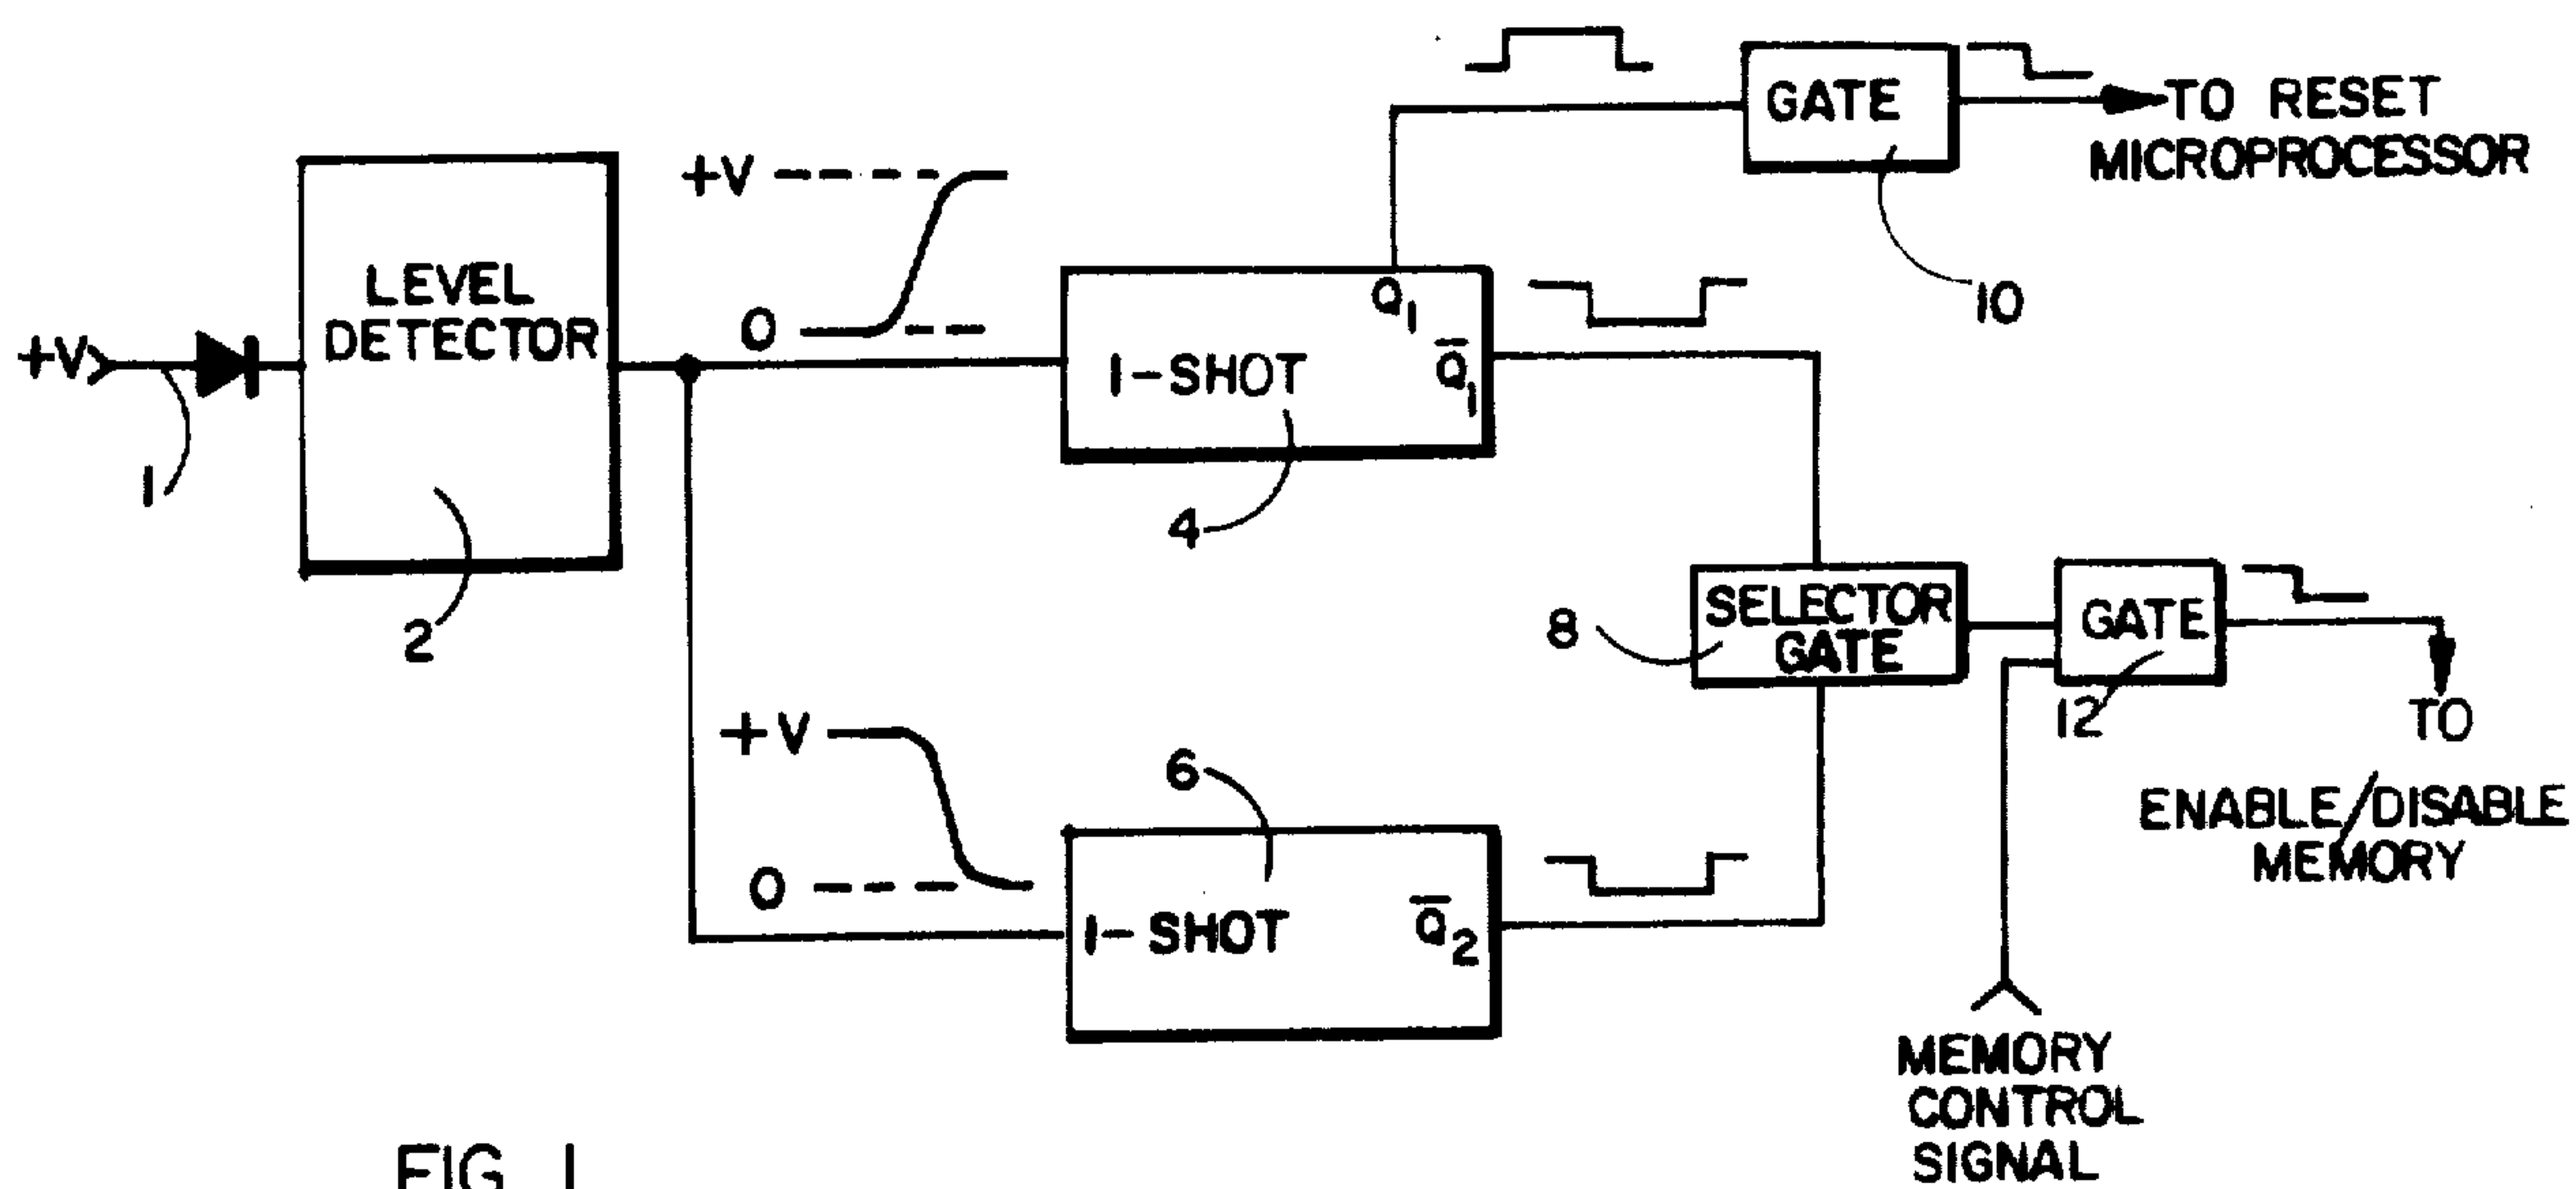 +V
1
LEVEL
DETECTOR
2
+V
0
1-SHOT
Q1
Q̄1
4
GATE
10
TO RESET
MICROPROCESSOR
+V
0
6
1-SHOT
Q̄2
8
SELECTOR
GATE
GATE
12
TO
ENABLE/DISABLE
MEMORY
MEMORY
CONTROL
SIGNAL
FIG. 1